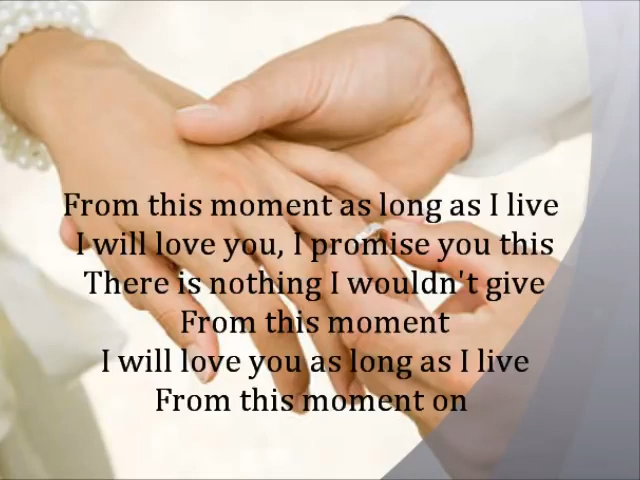 From this moment as long as I live
I will love you, I promise you this
There is nothing I wouldn't give
From this moment
I will love you as long as I live
From this moment on